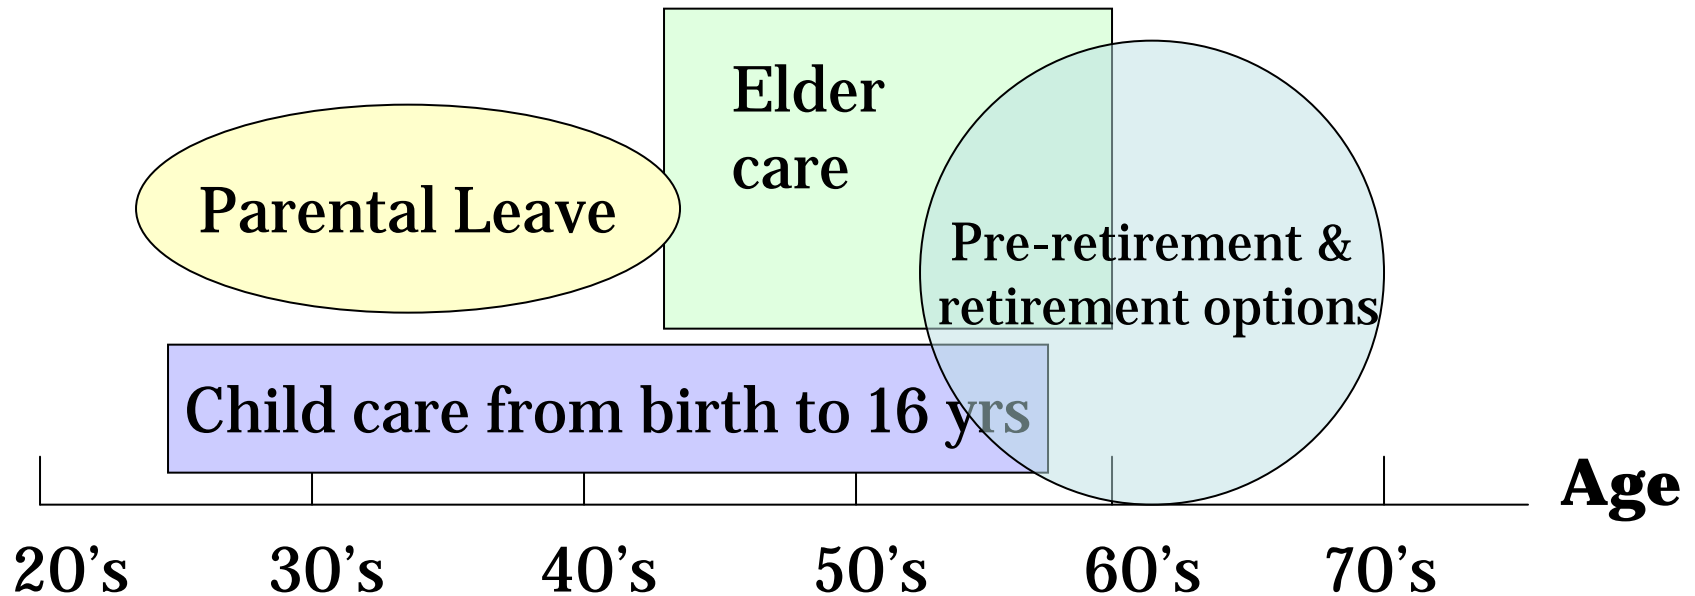 Elder
care
Parental Leave
Pre-retirement &
retirement options
Child care from birth to 16 yrs
Age
20’s 30’s 40’s 50’s 60’s 70’s